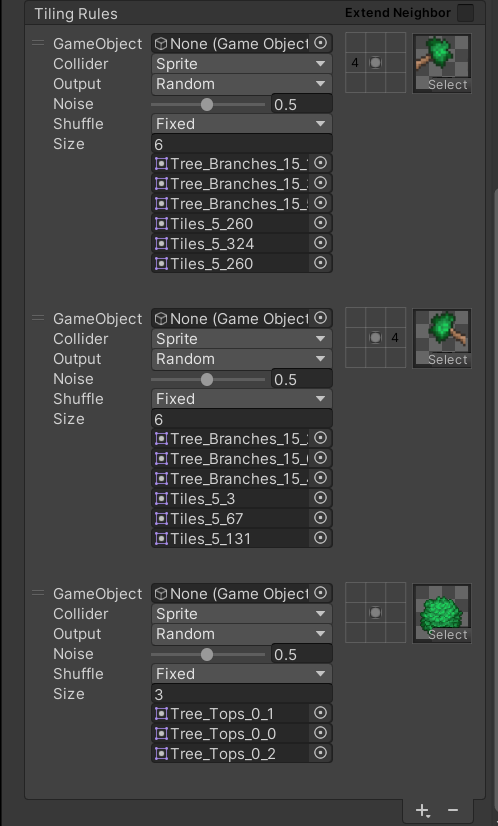 Tiling Rules Extend Neighbor
GameObject None (Game Object
Collider Sprite 4
Output Random Select
Noise 0.5
Shuffle Fixed
Size 6
Tree_Branches_15_
Tree_Branches_15_
Tree_Branches_15_
Tiles_5_260
Tiles_5_324
Tiles_5_260
GameObject None (Game Object
Collider Sprite 4
Output Random Select
Noise 0.5
Shuffle Fixed
Size 6
Tree_Branches_15_
Tree_Branches_15_
Tree_Branches_15_
Tiles_5_3
Tiles_5_67
Tiles_5_131
GameObject None (Game Object
Collider Sprite
Output Random Select
Noise 0.5
Shuffle Fixed
Size 3
Tree_Tops_0_1
Tree_Tops_0_0
Tree_Tops_0_2